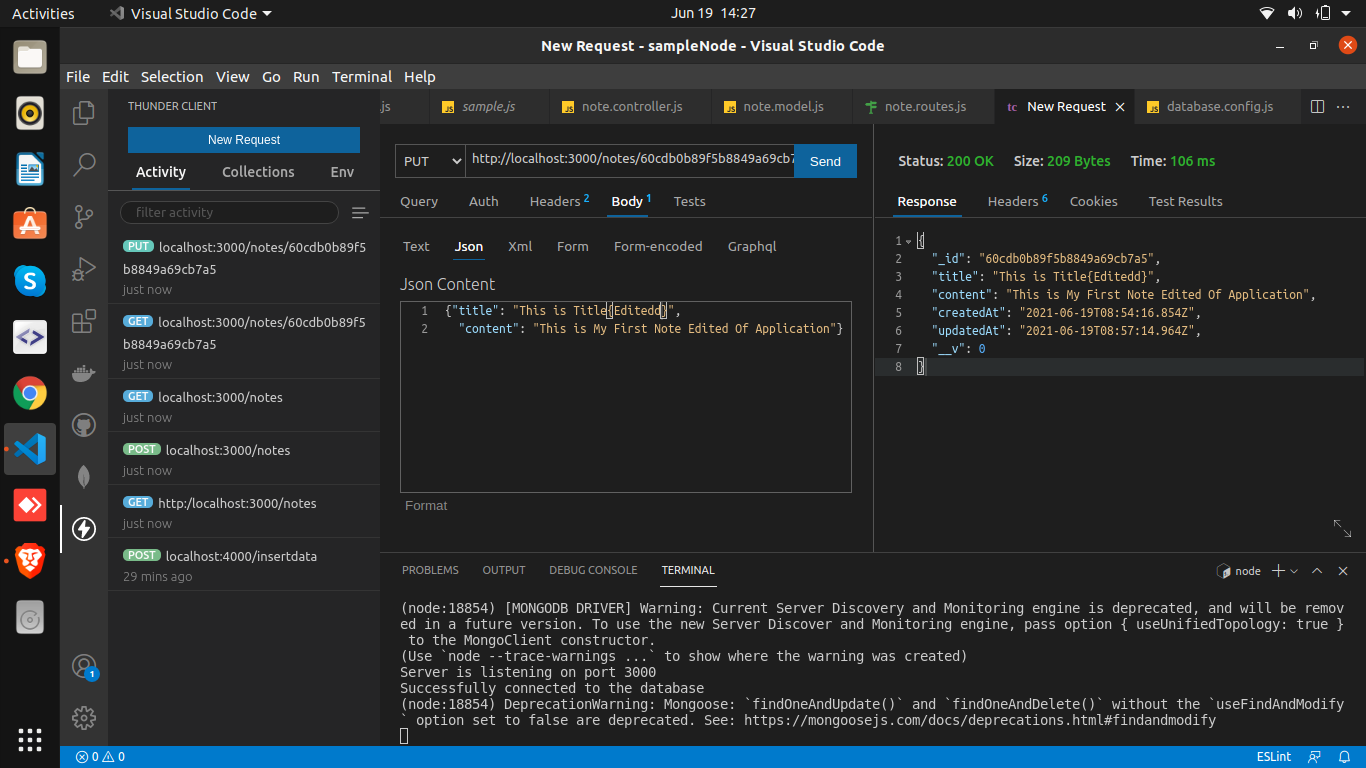 Activities
Visual Studio Code
Jun 19 14:27
New Request - sampleNode - Visual Studio Code
File Edit Selection View Go Run Terminal Help
THUNDER CLIENT
New Request
Activity Collections Env
filter activity
PUT localhost:3000/notes/60cdb0b89f5
b8849a69cb7a5
just now
GET localhost:3000/notes/60cdb0b89f5
b8849a69cb7a5
just now
GET localhost:3000/notes
just now
POST localhost:3000/notes
just now
GET http:/localhost:3000/notes
just now
POST localhost:4000/insertdata
29 mins ago
1
.js
JS sample.js
JS note.controller.js
JS note.model.js
note.routes.js
tc New Request
JS database.config.js
PUT http://localhost:3000/notes/60cdb0b89f5b8849a69cb7 Send
Query Auth Headers 2 Body 1 Tests
Text Json Xml Form Form-encoded Graphql
Json Content
1 {"title": "This is Title{Editedd}",
2 "content": "This is My First Note Edited Of Application"}
Format
Status: 200 OK Size: 209 Bytes Time: 106 ms
Response Headers 6 Cookies Test Results
1 {
2 "_id": "60cdb0b89f5b8849a69cb7a5",
3 "title": "This is Title{Editedd}",
4 "content": "This is My First Note Edited Of Application",
5 "createdAt": "2021-06-19T08:54:16.854Z",
6 "updatedAt": "2021-06-19T08:57:14.964Z",
7 "__v": 0
8 }
PROBLEMS OUTPUT DEBUG CONSOLE TERMINAL
node
(node:18854) [MONGODB DRIVER] Warning: Current Server Discovery and Monitoring engine is deprecated, and will be remov
ed in a future version. To use the new Server Discover and Monitoring engine, pass option { useUnifiedTopology: true }
to the MongoClient constructor.
(Use `node --trace-warnings ...` to show where the warning was created)
Server is listening on port 3000
Successfully connected to the database
(node:18854) DeprecationWarning: Mongoose: `findOneAndUpdate()` and `findOneAndDelete()` without the `useFindAndModify
` option set to false are deprecated. See: https://mongoosejs.com/docs/deprecations.html#findandmodify
0 0
ESLint